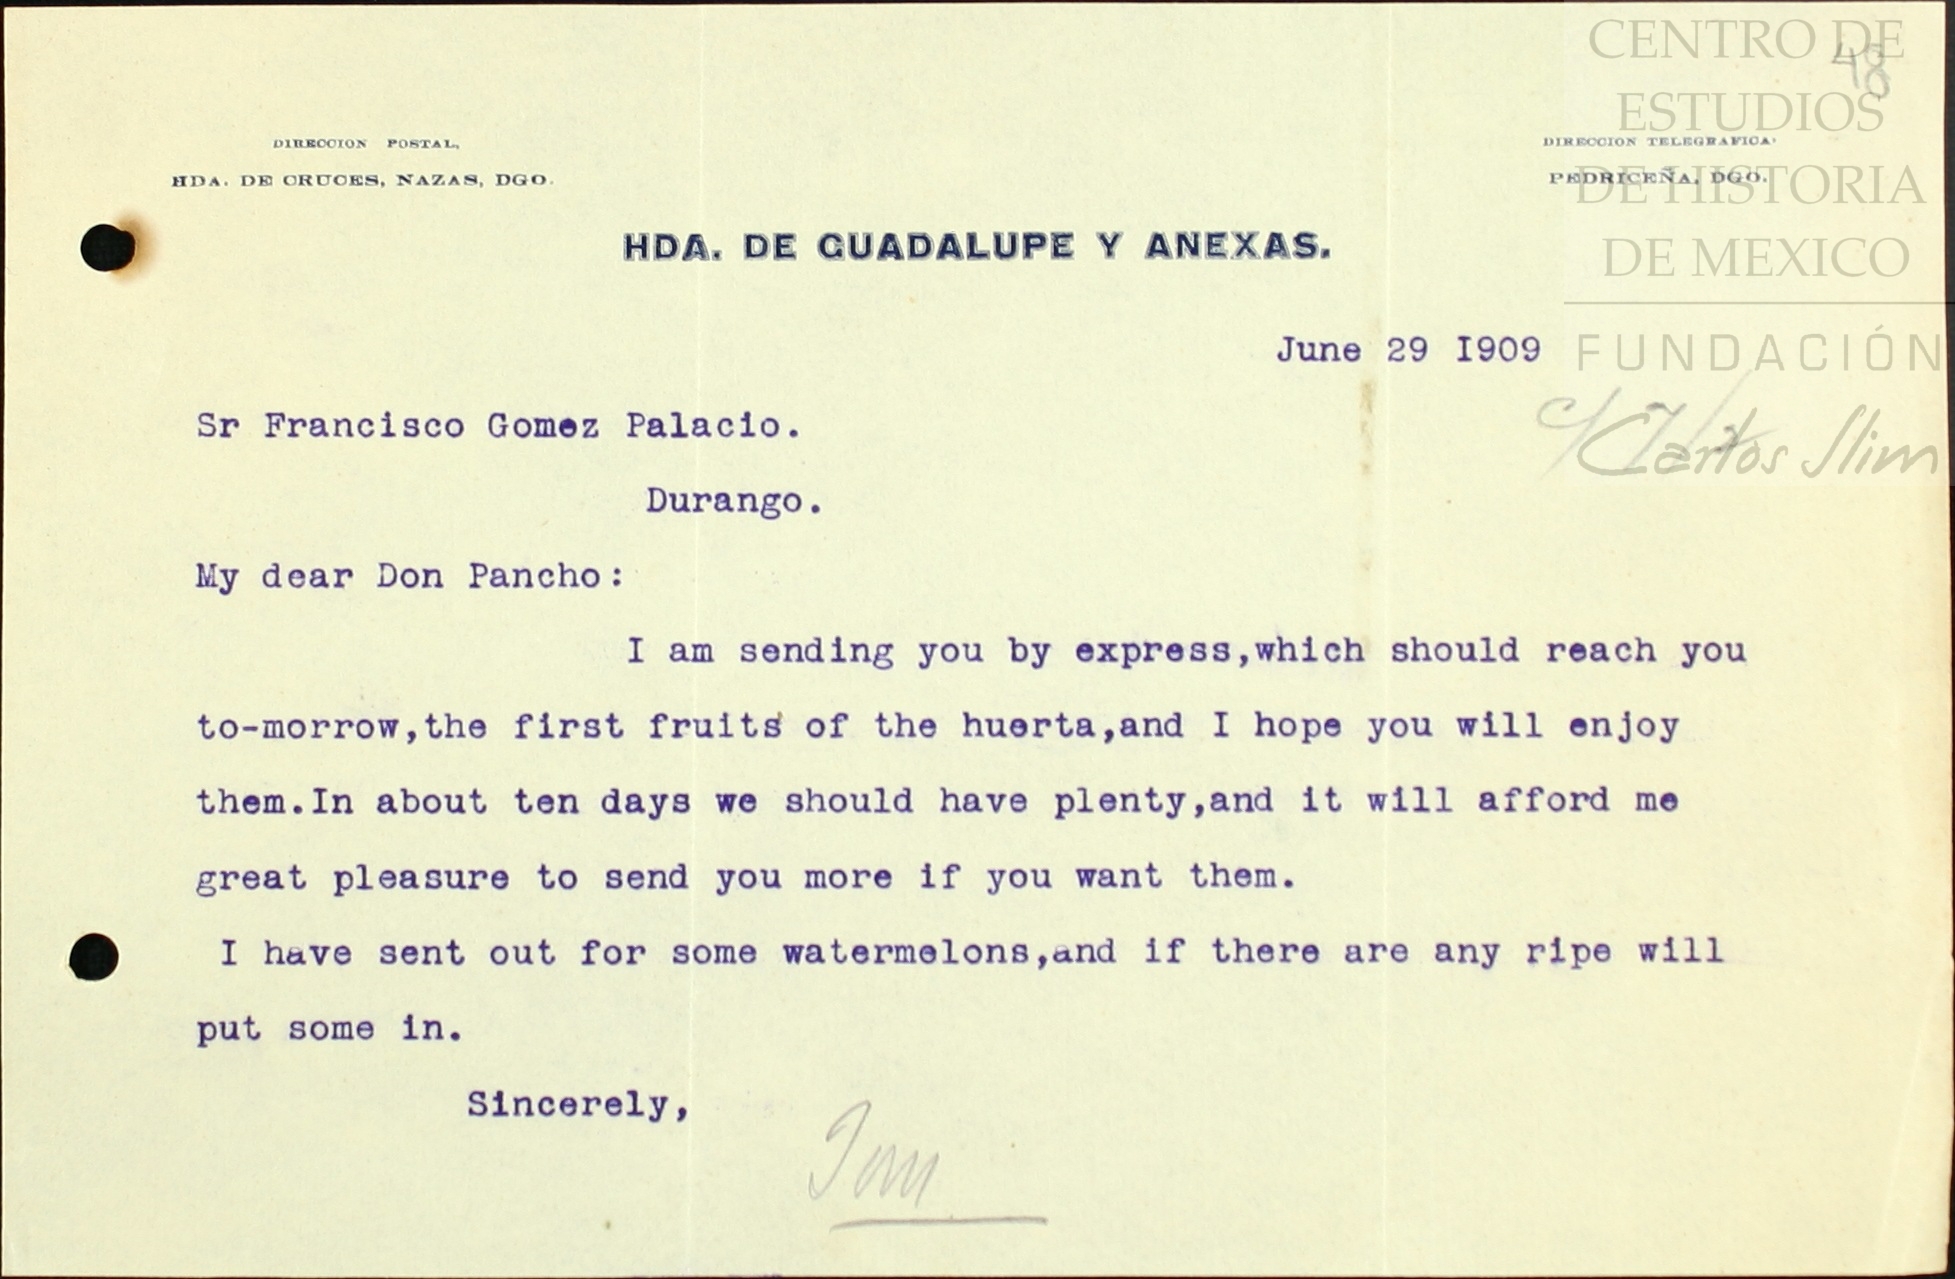 CENTRO DE
ESTUDIOS
DE HISTORIA
DE MEXICO
FUNDACIÓN
Carlos Slim
48
DIRECCION POSTAL,
HDA. DE CRUCES, NAZAS, DGO.
DIRECCION TELEGRAFICA:
PEDRICEÑA, DGO.
HDA. DE GUADALUPE Y ANEXAS.
June 29 I909
Sr Francisco Gomez Palacio.
Durango.
My dear Don Pancho:
I am sending you by express,which should reach you
to-morrow,the first fruits of the huerta,and I hope you will enjoy
them.In about ten days we should have plenty,and it will afford me
great pleasure to send you more if you want them.
I have sent out for some watermelons,and if there are any ripe will
put some in.
Sincerely,
Tom